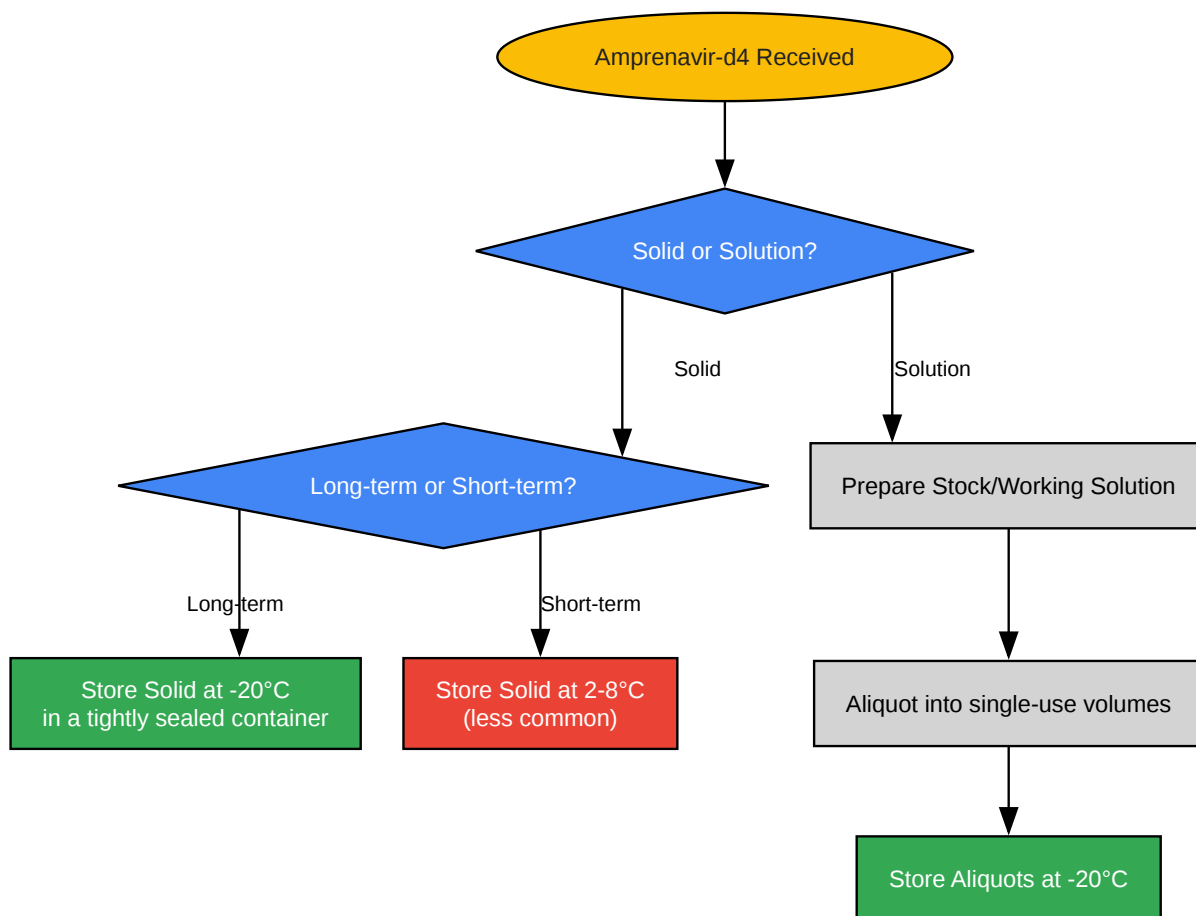 Amprenavir-d4 Received
Solid or Solution?
Solid
Solution
Long-term or Short-term?
Prepare Stock/Working Solution
Long-term
Short-term
Store Solid at -20°C
in a tightly sealed container
Store Solid at 2-8°C
(less common)
Aliquot into single-use volumes
Store Aliquots at -20°C